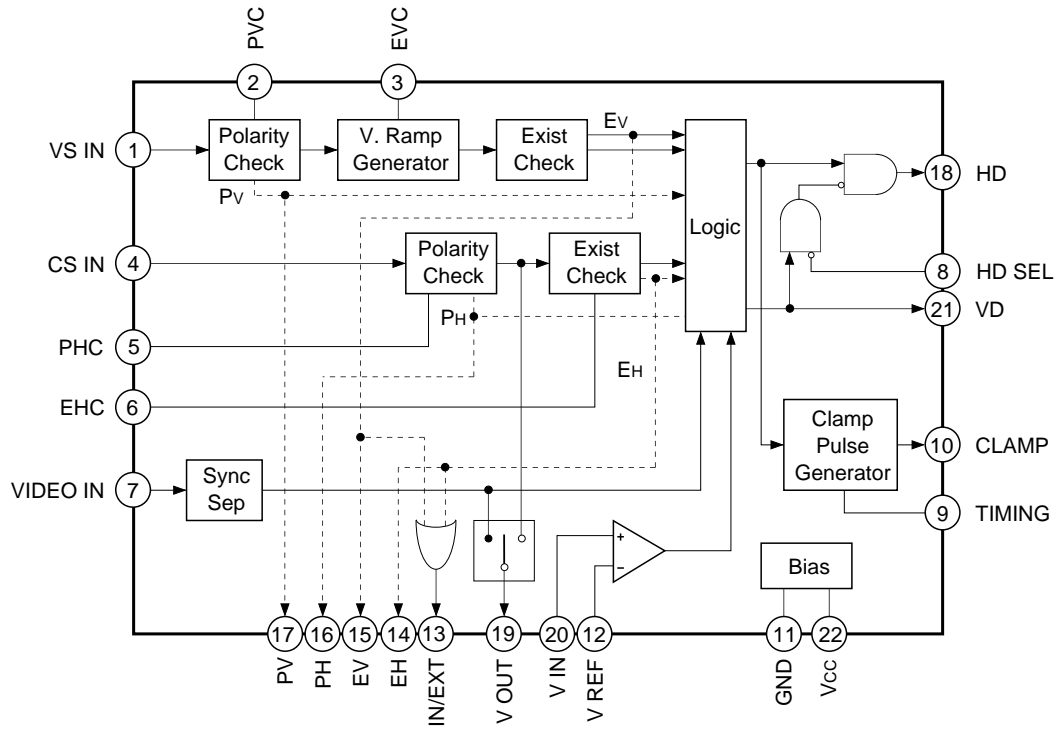 PVC
EVC
2
3
VS IN
1
Polarity
Check
V. Ramp
Generator
Exist
Check
EV
PV
Logic
18
HD
CS IN
4
Polarity
Check
Exist
Check
8
HD SEL
21
VD
PH
PHC
5
EH
EHC
6
Clamp
Pulse
Generator
10
CLAMP
VIDEO IN
7
Sync
Sep
9
TIMING
+
−
Bias
17
16
15
14
13
19
20
12
11
22
PV
PH
EV
EH
IN/EXT
V OUT
V IN
V REF
GND
VCC